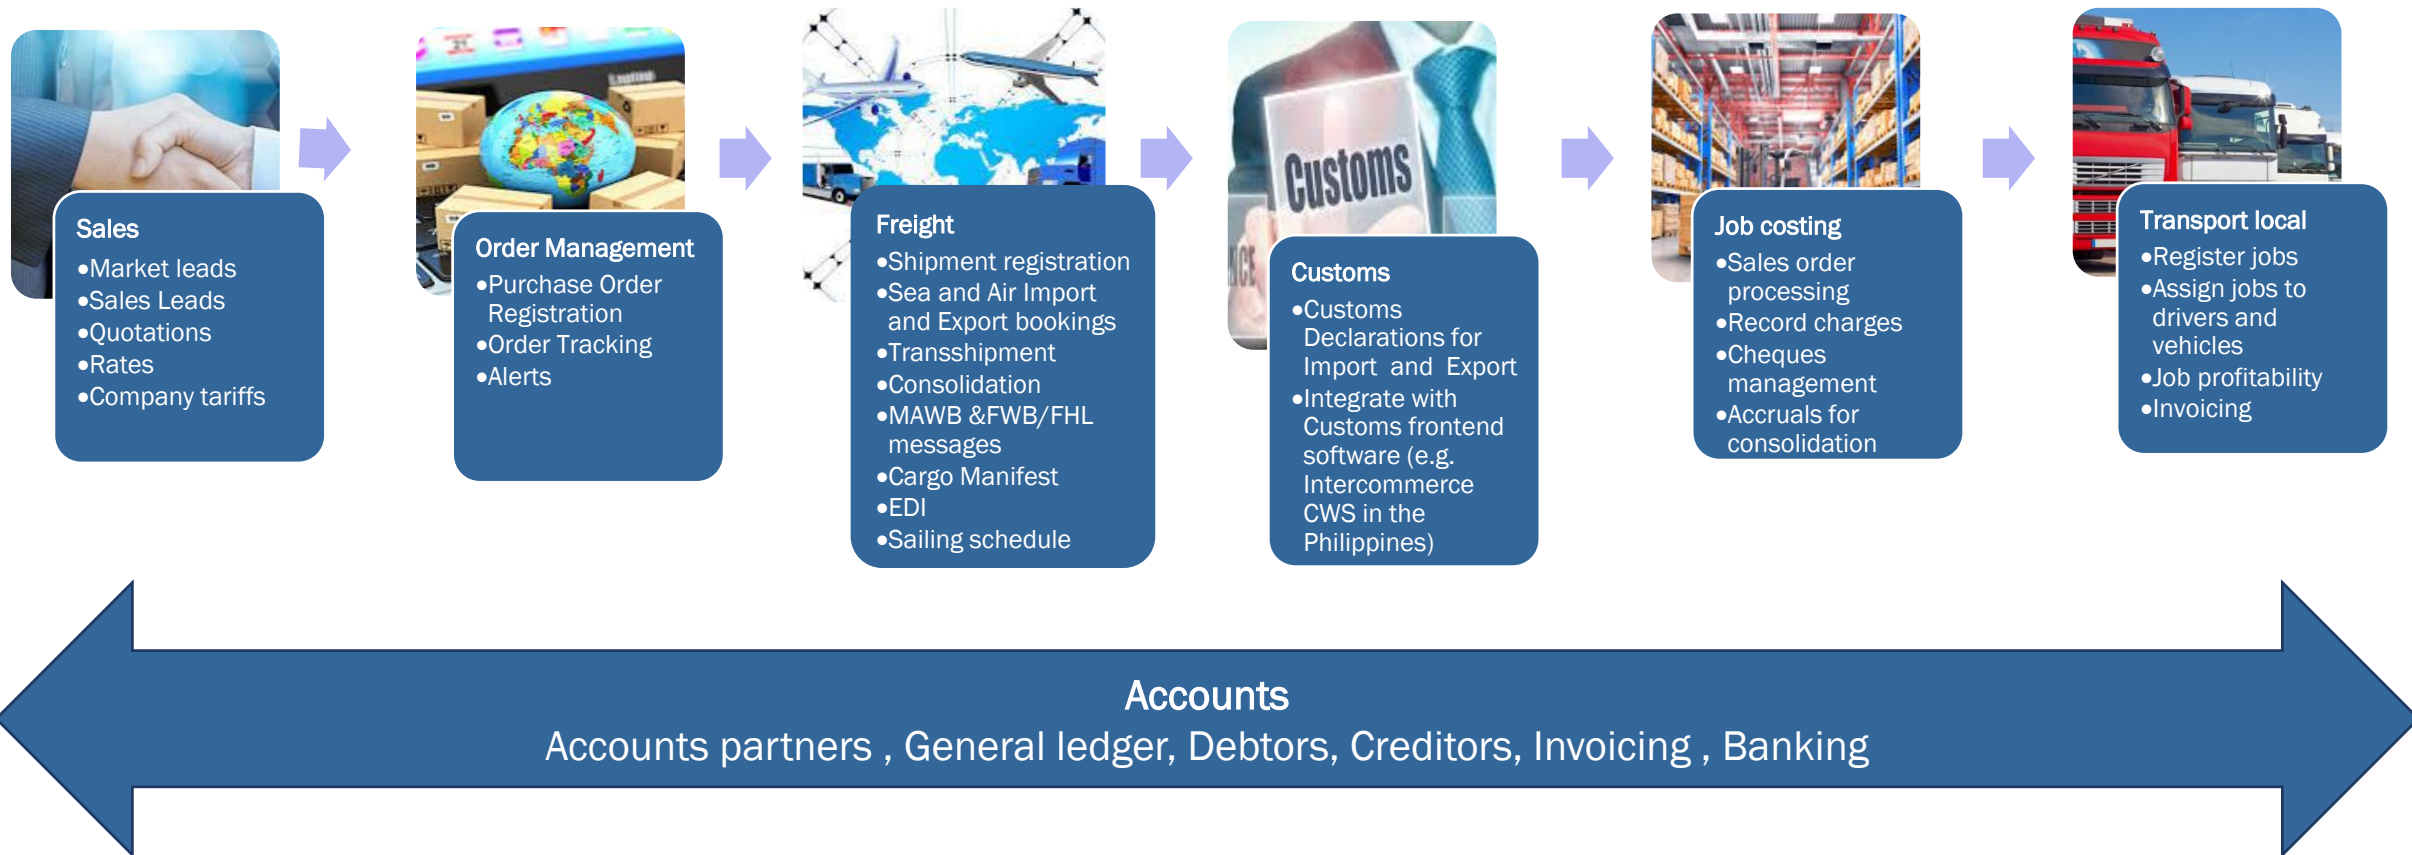 Customs
Sales
•Market leads
•Sales Leads
•Quotations
•Rates
•Company tariffs
Order Management
•Purchase Order
Registration
•Order Tracking
•Alerts
Freight
•Shipment registration
•Sea and Air Import
and Export bookings
•Transshipment
•Consolidation
•MAWB &FWB/FHL
messages
•Cargo Manifest
•EDI
•Sailing schedule
Customs
•Customs
Declarations for
Import and Export
•Integrate with
Customs frontend
software (e.g.
Intercommerce
CWS in the
Philippines)
Job costing
•Sales order
processing
•Record charges
•Cheques
management
•Accruals for
consolidation
Transport local
•Register jobs
•Assign jobs to
drivers and
vehicles
•Job profitability
•Invoicing
Accounts
Accounts partners , General ledger, Debtors, Creditors, Invoicing , Banking